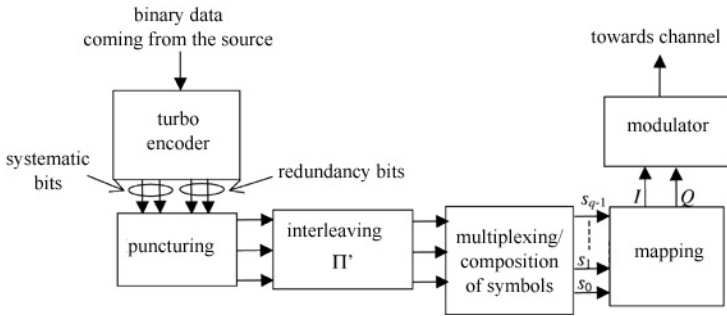 binary data
coming from the source
turbo
encoder
systematic
bits
redundancy bits
puncturing
interleaving
Π’
multiplexing/
composition
of symbols
s_{q-1}
s_1
s_0
mapping
I
Q
modulator
towards channel